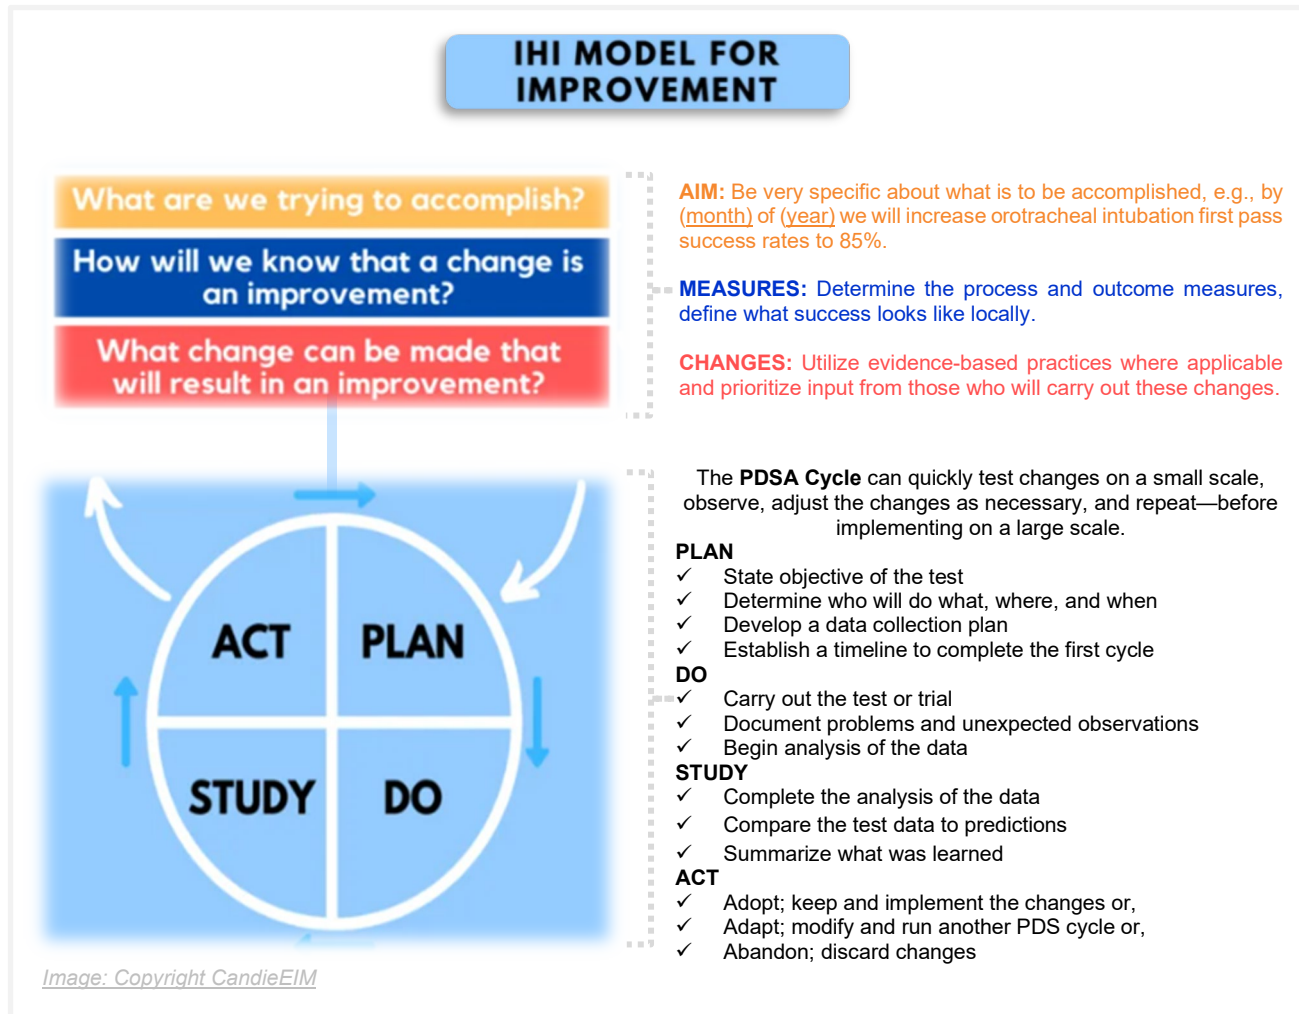 IHI MODEL FOR
IMPROVEMENT
What are we trying to accomplish?
How will we know that a change is
an improvement?
What change can be made that
will result in an improvement?
AIM: Be very specific about what is to be accomplished, e.g., by
(month) of (year) we will increase orotracheal intubation first pass
success rates to 85%.
MEASURES: Determine the process and outcome measures,
define what success looks like locally.
CHANGES: Utilize evidence-based practices where applicable
and prioritize input from those who will carry out these changes.
ACT
PLAN
STUDY
DO
The PDSA Cycle can quickly test changes on a small scale,
observe, adjust the changes as necessary, and repeat—before
implementing on a large scale.
PLAN
✓ State objective of the test
✓ Determine who will do what, where, and when
✓ Develop a data collection plan
✓ Establish a timeline to complete the first cycle
DO
✓ Carry out the test or trial
✓ Document problems and unexpected observations
✓ Begin analysis of the data
STUDY
✓ Complete the analysis of the data
✓ Compare the test data to predictions
✓ Summarize what was learned
ACT
✓ Adopt; keep and implement the changes or,
✓ Adapt; modify and run another PDS cycle or,
✓ Abandon; discard changes
Image: Copyright CandieEIM